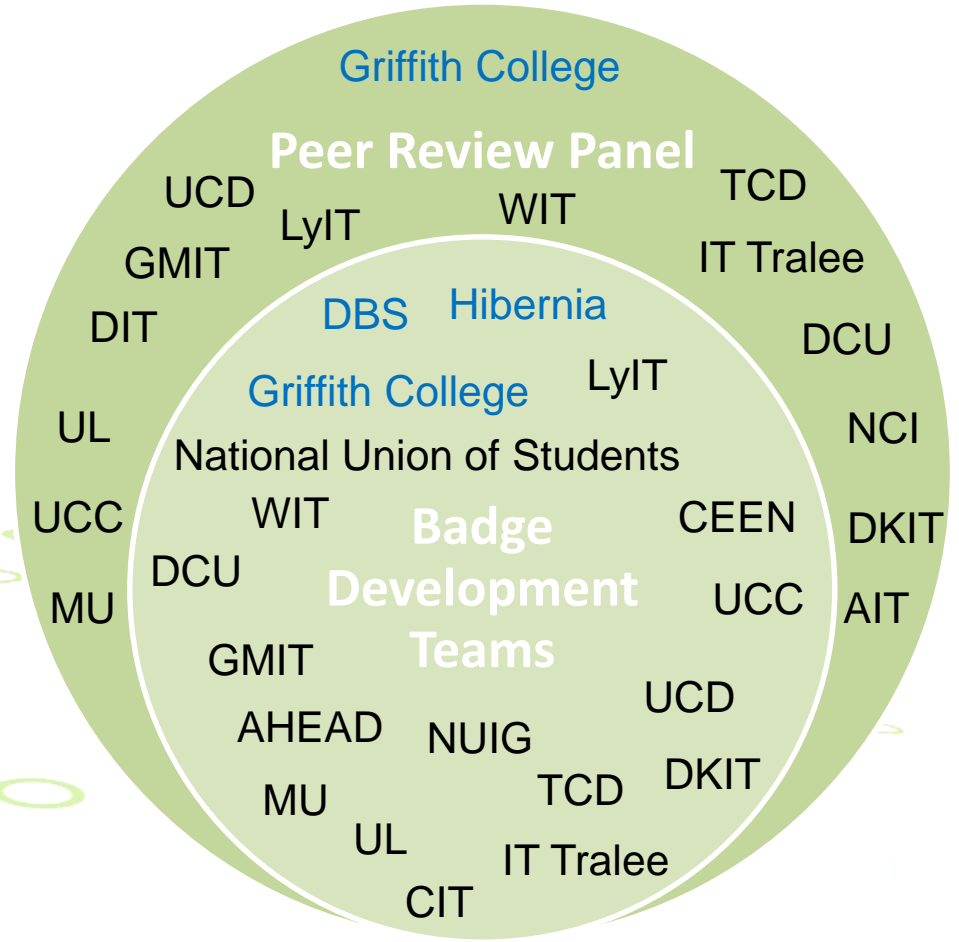 Griffith College
Peer Review Panel
UCD
LyIT
WIT
TCD
GMIT
IT Tralee
DIT
DCU
UL
NCI
UCC
DKIT
MU
AIT
DBS
Hibernia
Griffith College
LyIT
National Union of Students
WIT
CEEN
Badge
Development
Teams
DCU
UCC
GMIT
UCD
AHEAD
NUIG
DKIT
TCD
MU
UL
IT Tralee
CIT